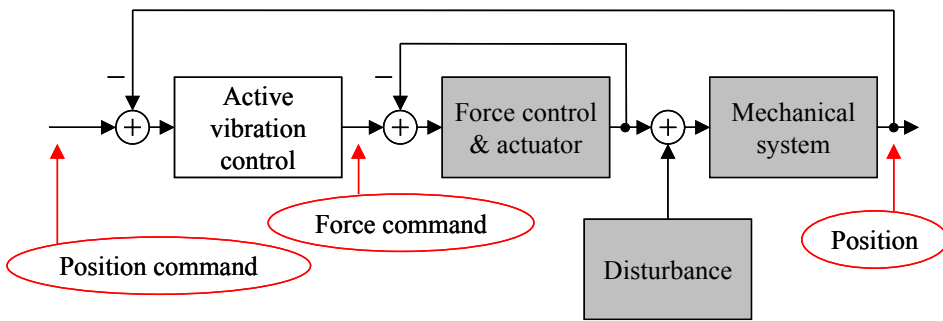 −
−
Active
vibration
control
Force control
& actuator
Mechanical
system
+
+
+
Force command
Position command
Position
Disturbance